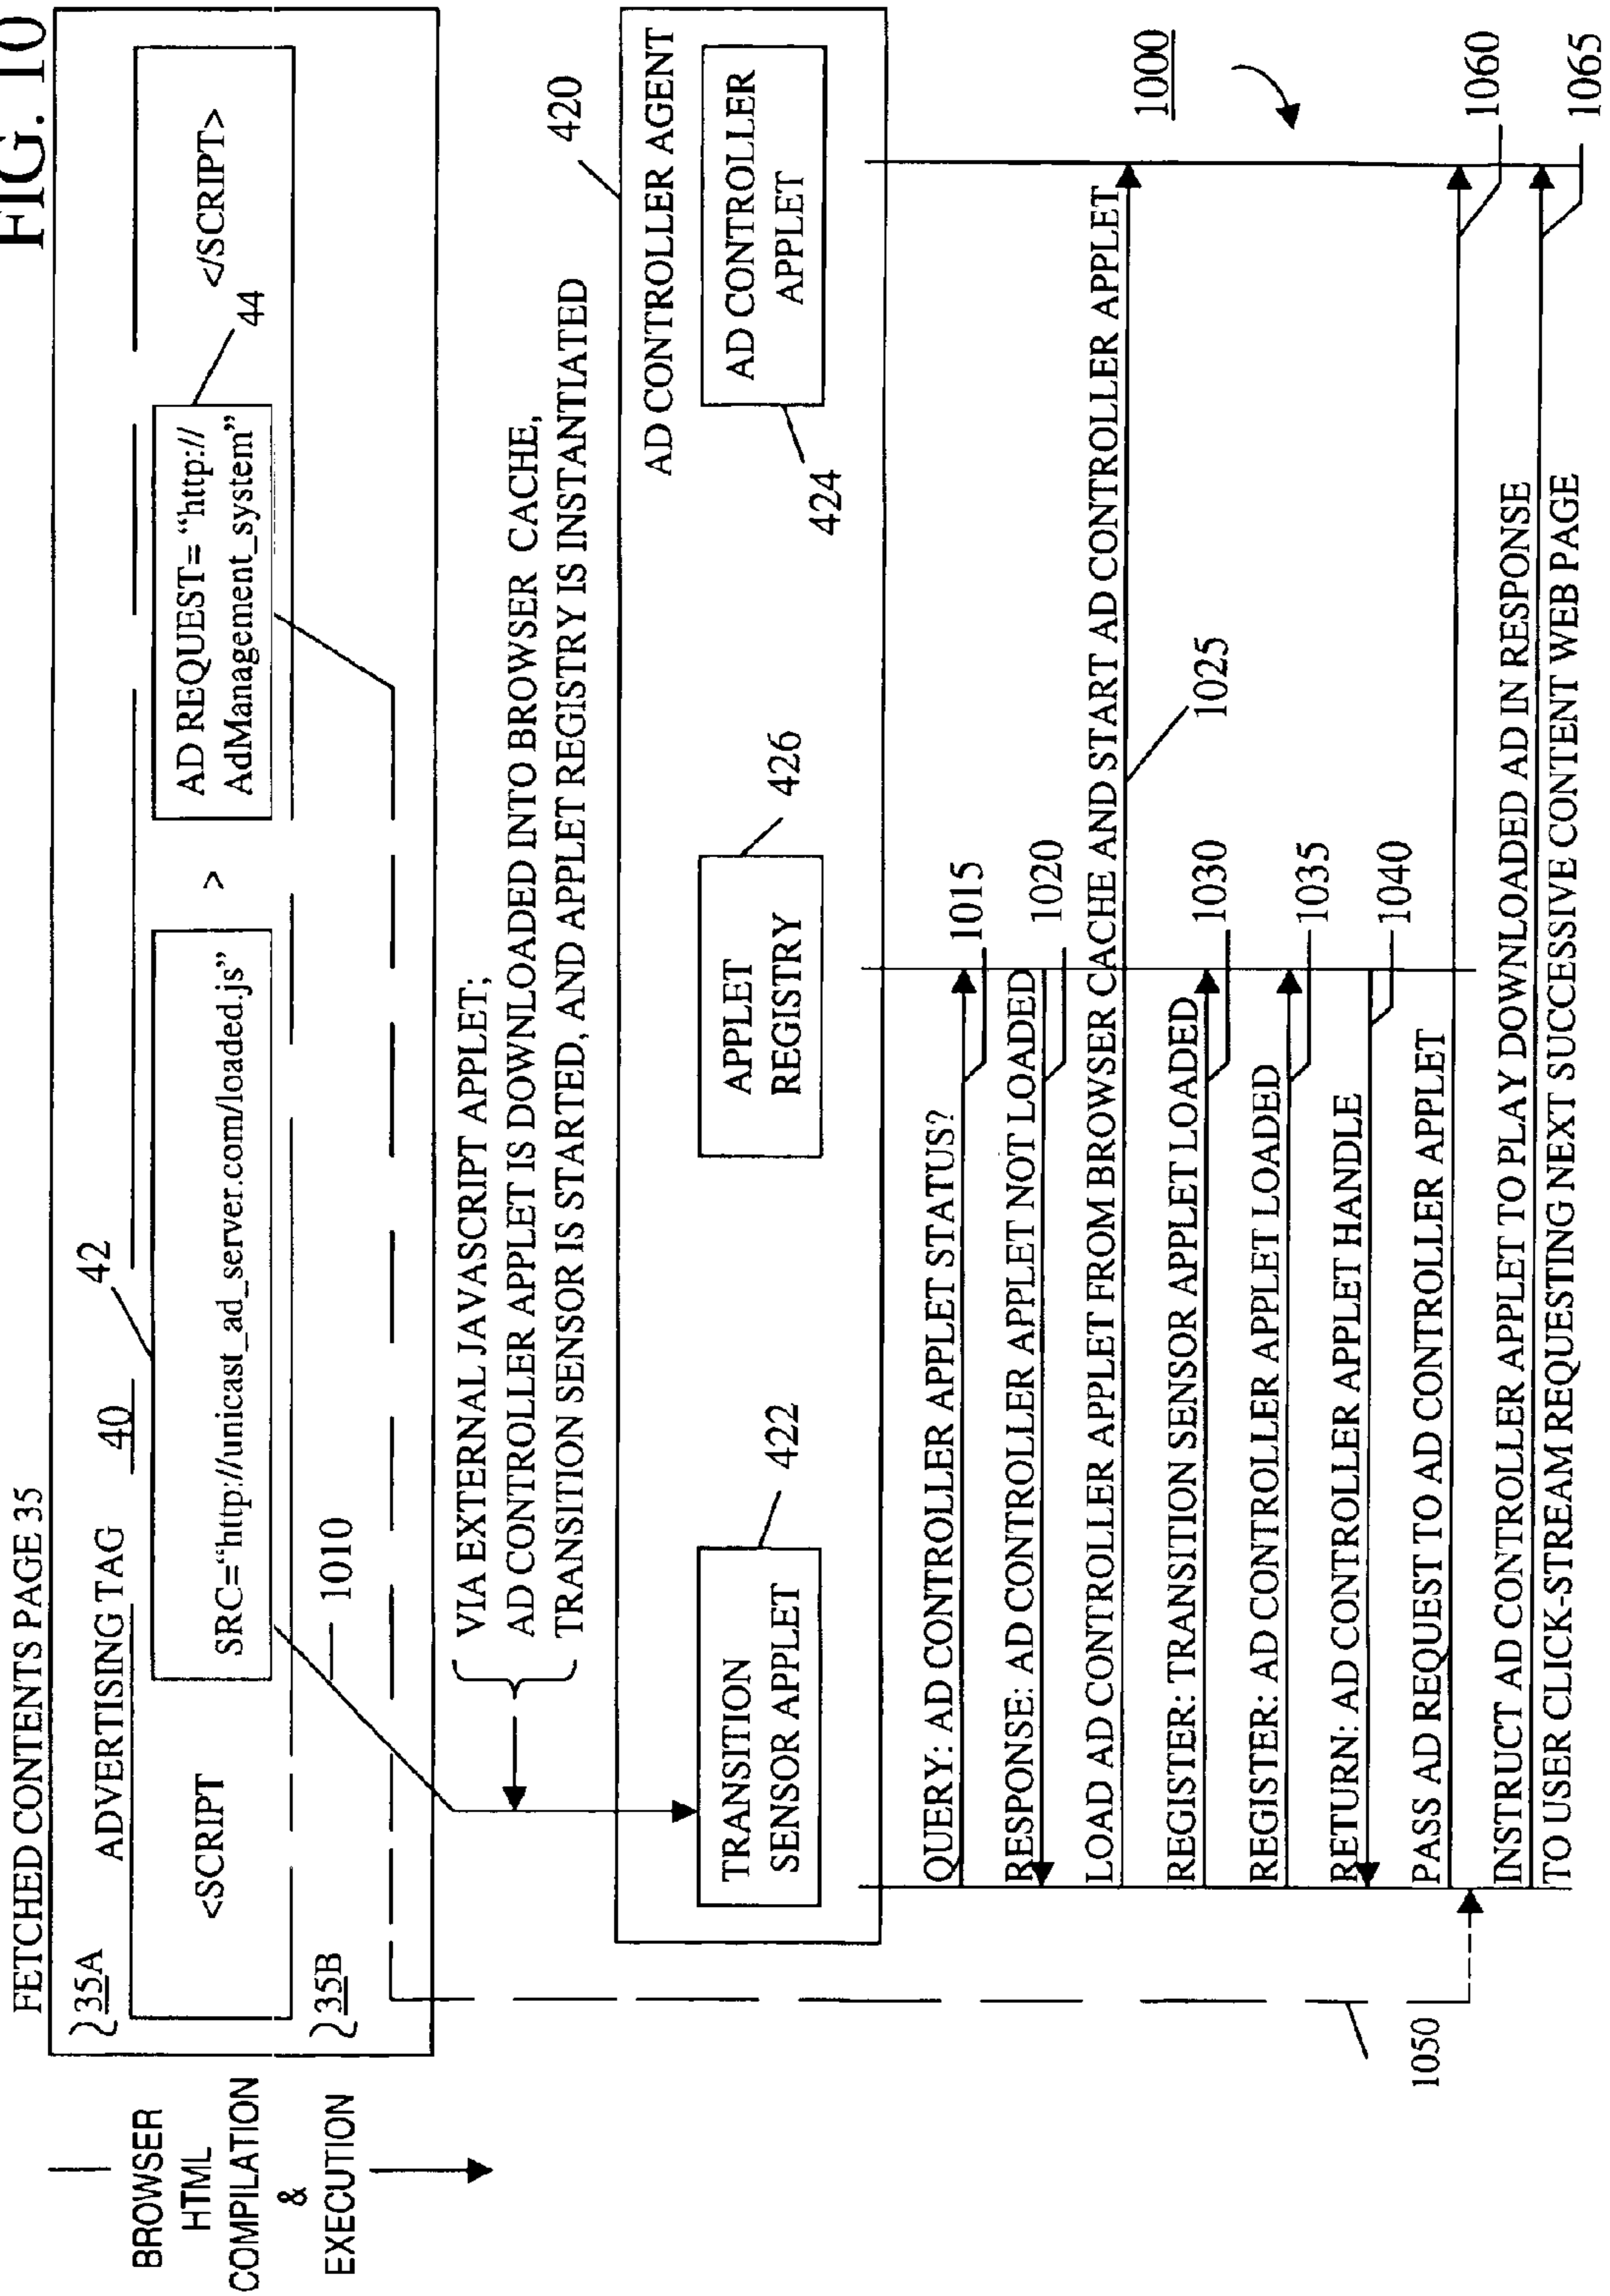 FIG. 10
FETCHED CONTENTS PAGE 35
35A
ADVERTISING TAG
40
42
<SCRIPT
SRC="http://unicast_ad_server.com/loaded.js"
>
AD REQUEST= "http://
AdManagement_system"
44
</SCRIPT>
35B
1010
BROWSER
HTML
COMPILATION
&
EXECUTION
VIA EXTERNAL JAVASCRIPT APPLET;
AD CONTROLLER APPLET IS DOWNLOADED INTO BROWSER CACHE,
TRANSITION SENSOR IS STARTED, AND APPLET REGISTRY IS INSTANTIATED
420
AD CONTROLLER AGENT
TRANSITION
SENSOR APPLET
422
APPLET
REGISTRY
426
AD CONTROLLER
APPLET
424
QUERY: AD CONTROLLER APPLET STATUS?
1015
RESPONSE: AD CONTROLLER APPLET NOT LOADED
1020
LOAD AD CONTROLLER APPLET FROM BROWSER CACHE AND START AD CONTROLLER APPLET
1025
1000
REGISTER: TRANSITION SENSOR APPLET LOADED
1030
REGISTER: AD CONTROLLER APPLET LOADED
1035
RETURN: AD CONTROLLER APPLET HANDLE
1040
PASS AD REQUEST TO AD CONTROLLER APPLET
1060
1050
INSTRUCT AD CONTROLLER APPLET TO PLAY DOWNLOADED AD IN RESPONSE
TO USER CLICK-STREAM REQUESTING NEXT SUCCESSIVE CONTENT WEB PAGE
1065